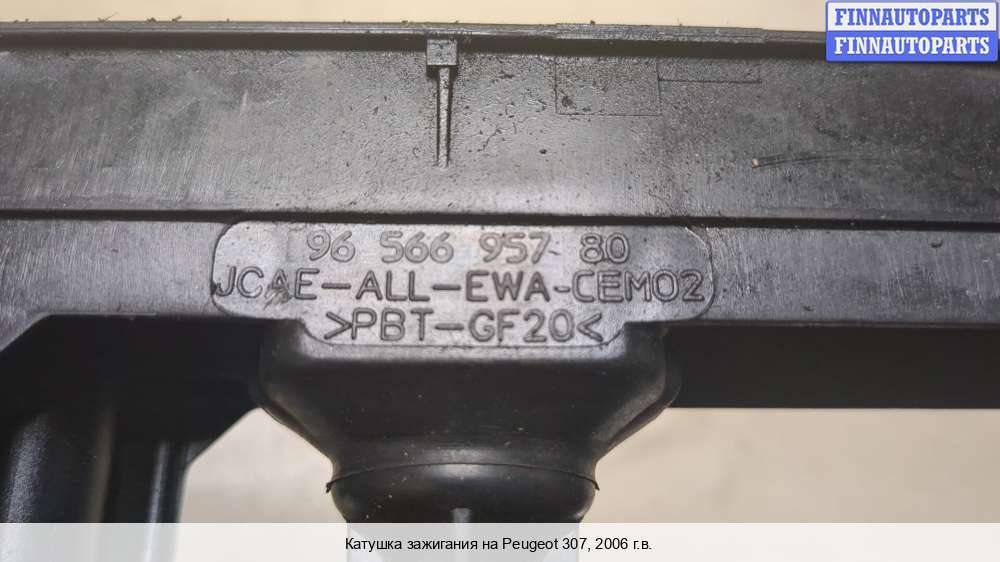 FINNAUTOPARTS
FINNAUTOPARTS
96 566 957 80
JCAE-ALL-EWA-CEM02
>PBT-GF20<
Катушка зажигания на Peugeot 307, 2006 г.в.